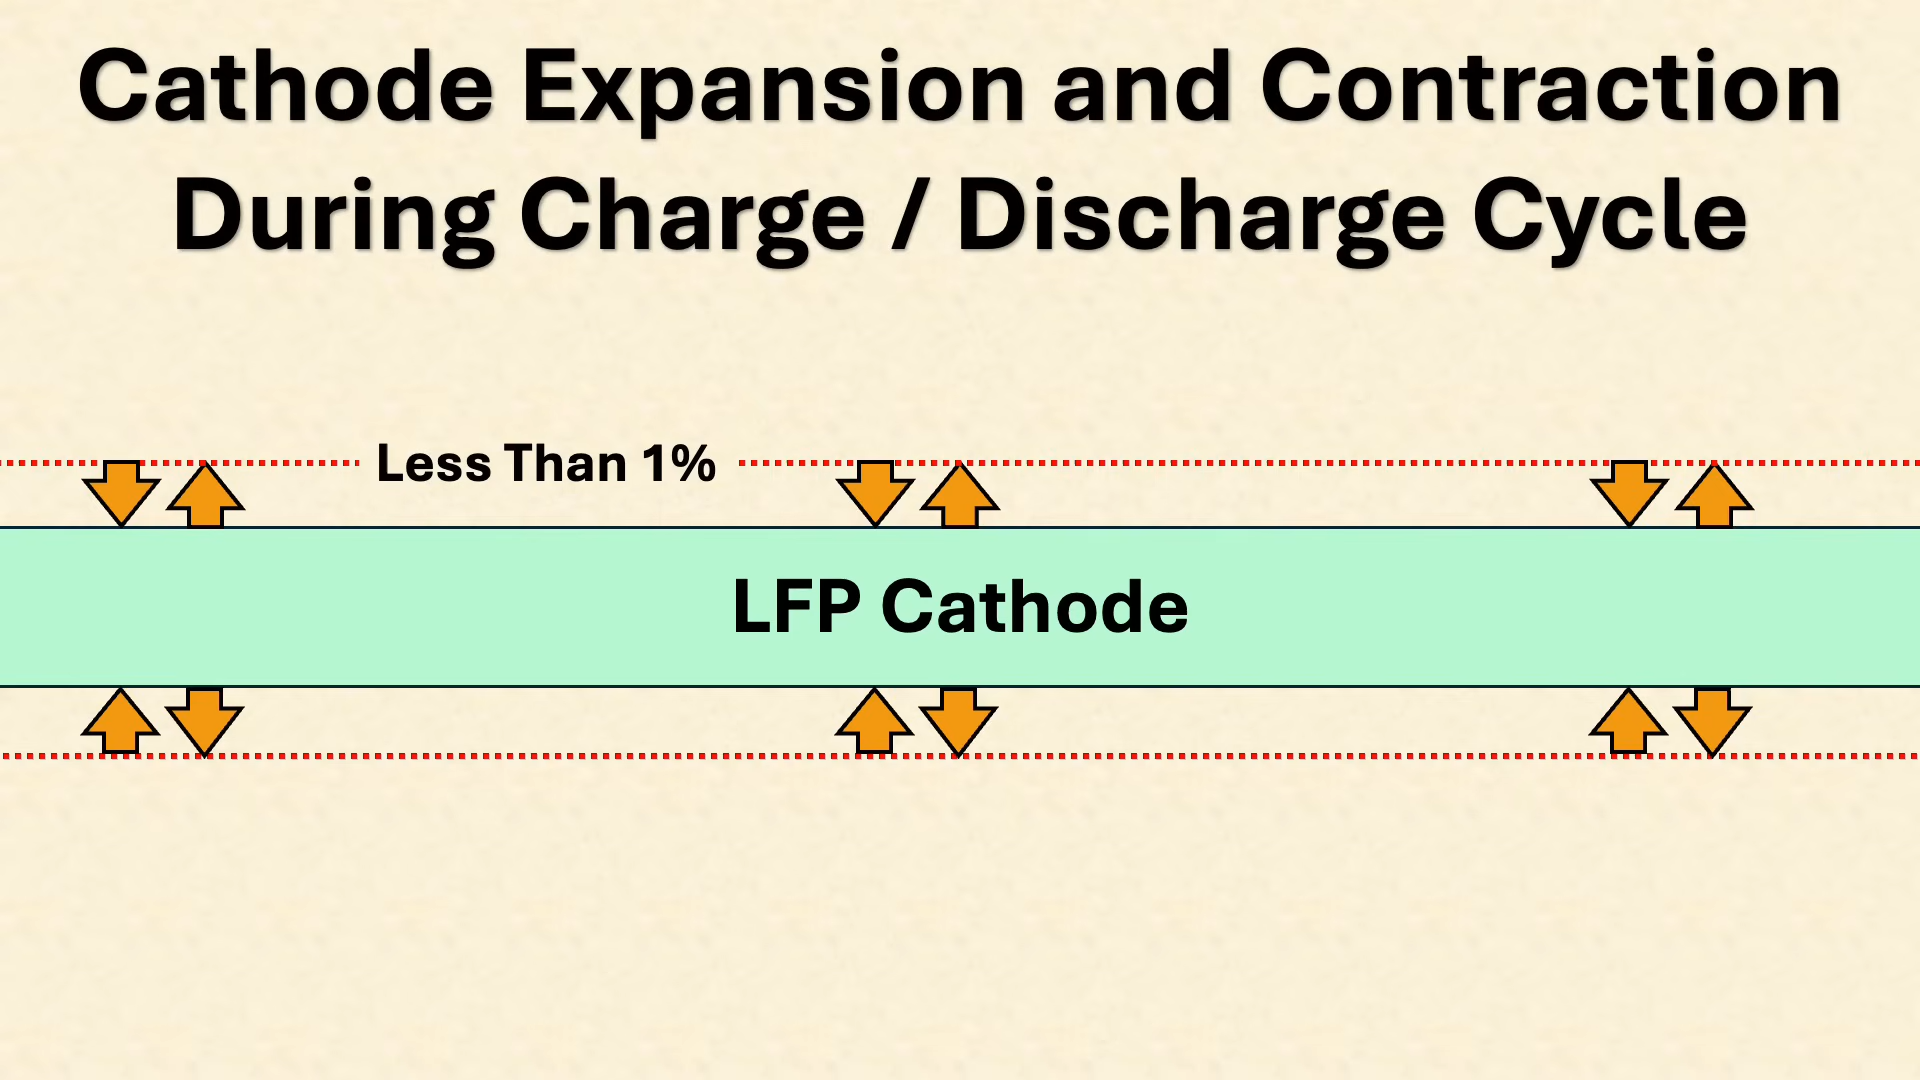 Cathode Expansion and Contraction
During Charge / Discharge Cycle
Less Than 1%
LFP Cathode